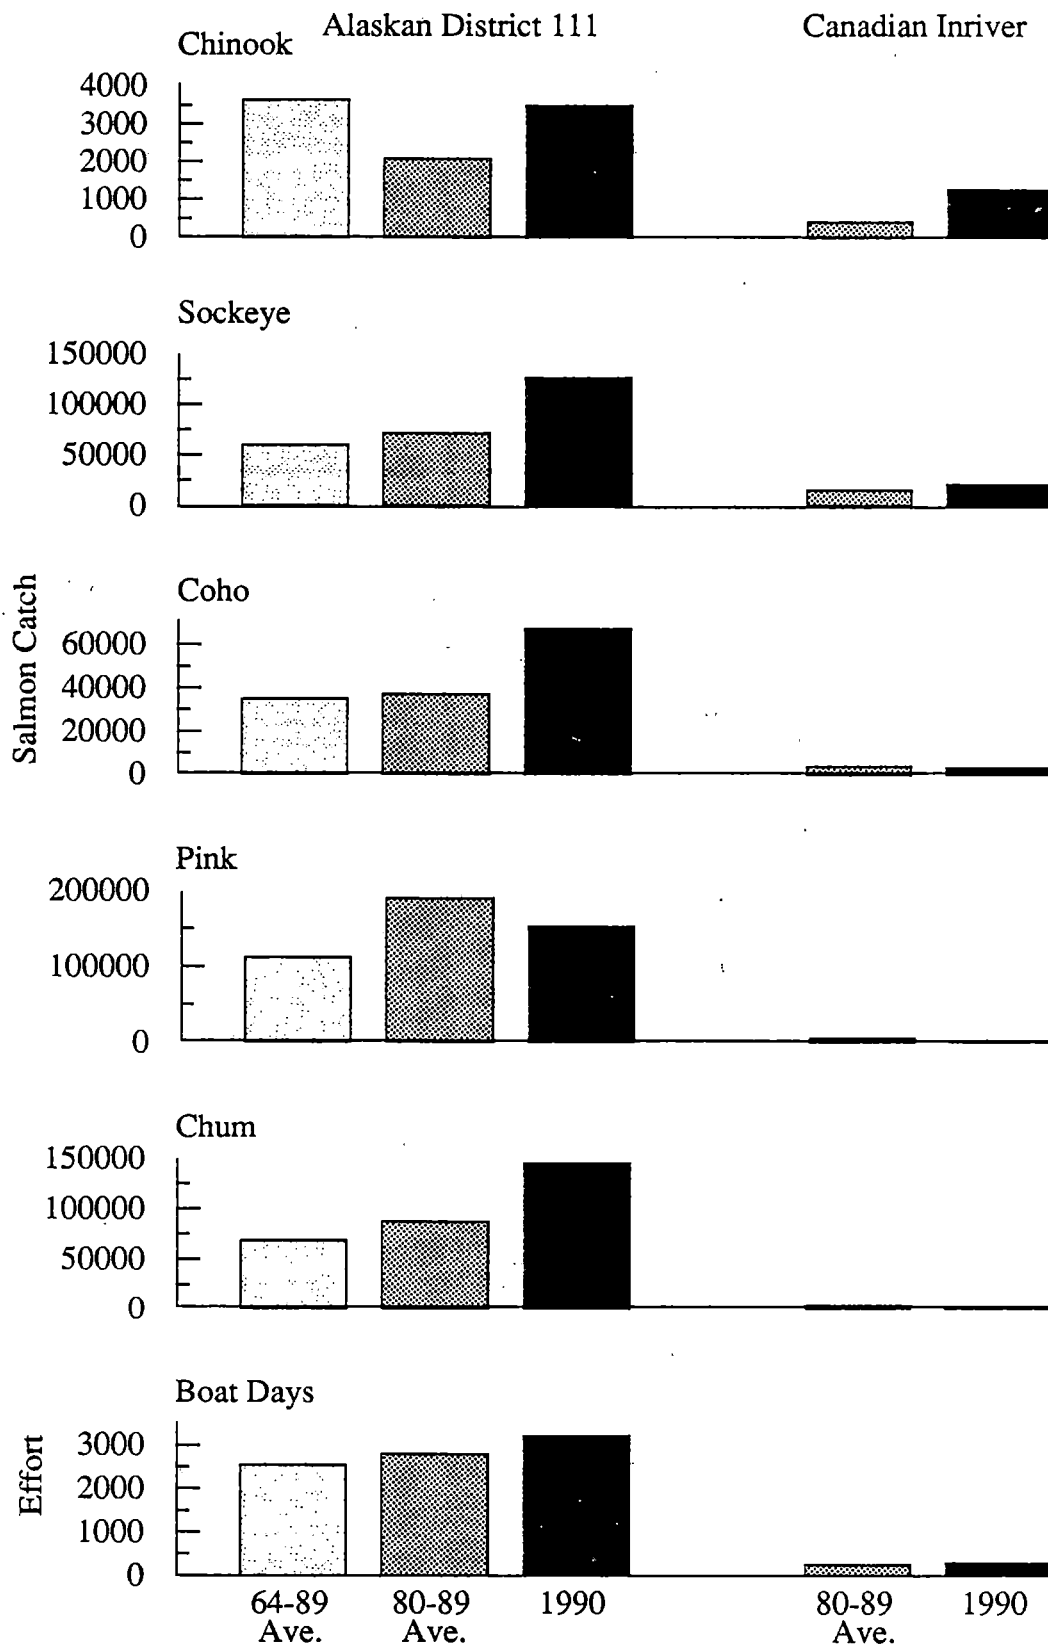 Alaskan District 111
Canadian Inriver
Chinook
4000
3000
2000
1000
0
Sockeye
150000
100000
50000
0
Salmon Catch
Coho
60000
40000
20000
0
Pink
200000
100000
0
Chum
150000
100000
50000
0
Boat Days
Effort
3000
2000
1000
0
64-89 80-89 1990 80-89 1990
Ave. Ave. Ave.